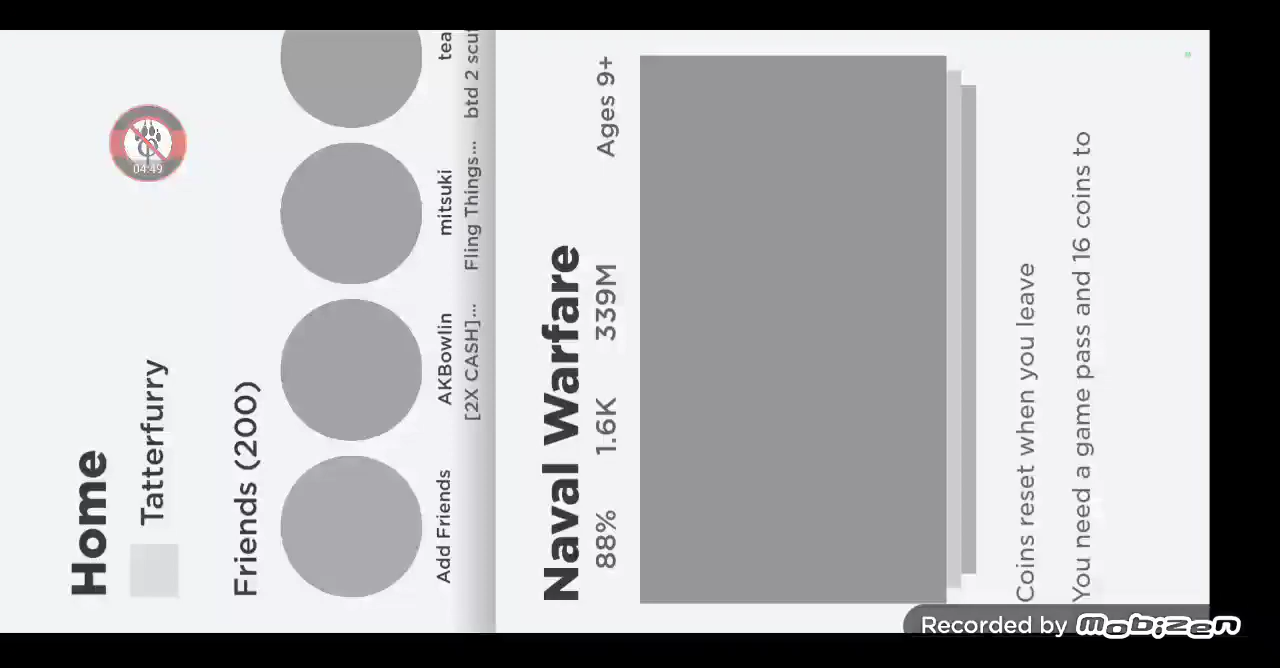 Home
04:49
Tatterfurry
Friends (200)
Add Friends
AKBowlin
mitsuki
tea
[2X CASH]...
Fling Things...
btd 2 scu
Naval Warfare
88%
1.6K
339M
Ages 9+
Coins reset when you leave
You need a game pass and 16 coins to
Recorded by mobizen